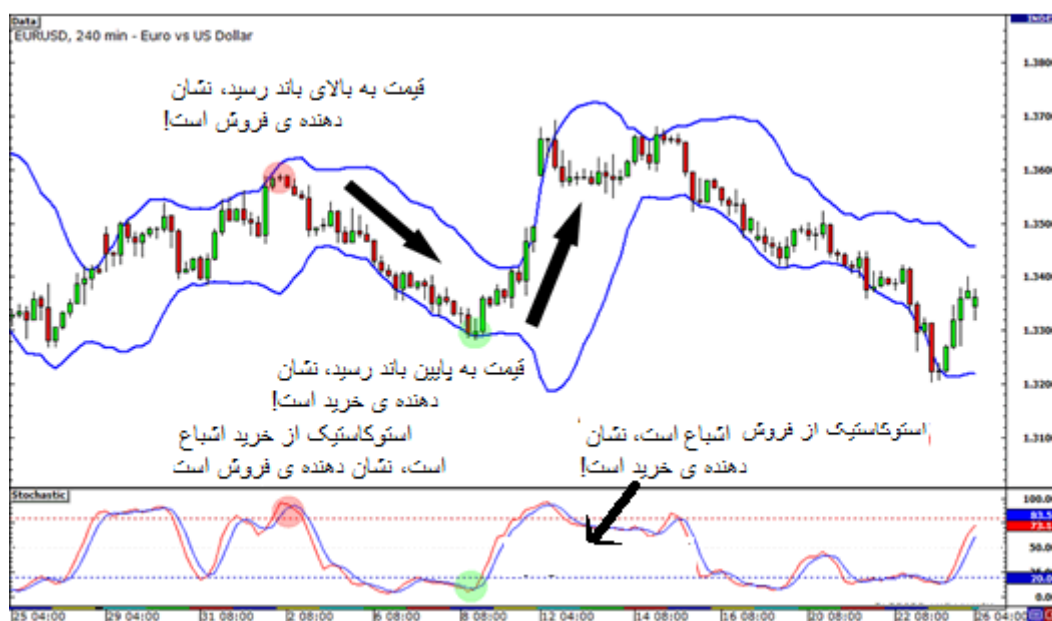 Data
EURUSD, 240 min - Euro vs US Dollar
قیمت به بالای باند رسید، نشان
دهنده ی فروش است!
قیمت به پایین باند رسید، نشان
دهنده ی خرید است!
استوکاستیک از خرید اشباع
است، نشان دهنده ی فروش است
استوکاستیک از فروش اشباع است، نشان
دهنده ی خرید است!
1.3800
1.3700
1.3600
1.3500
1.3400
1.3300
1.3200
1.3100
Stochastic
100.00
73.1
50.00
20.0
0.00
25 04:00 29 04:00 31 08:00 2 08:00 6 08:00 8 08:00 12 04:00 14 08:00 16 08:00 20 08:00 22 08:00 26 04:00